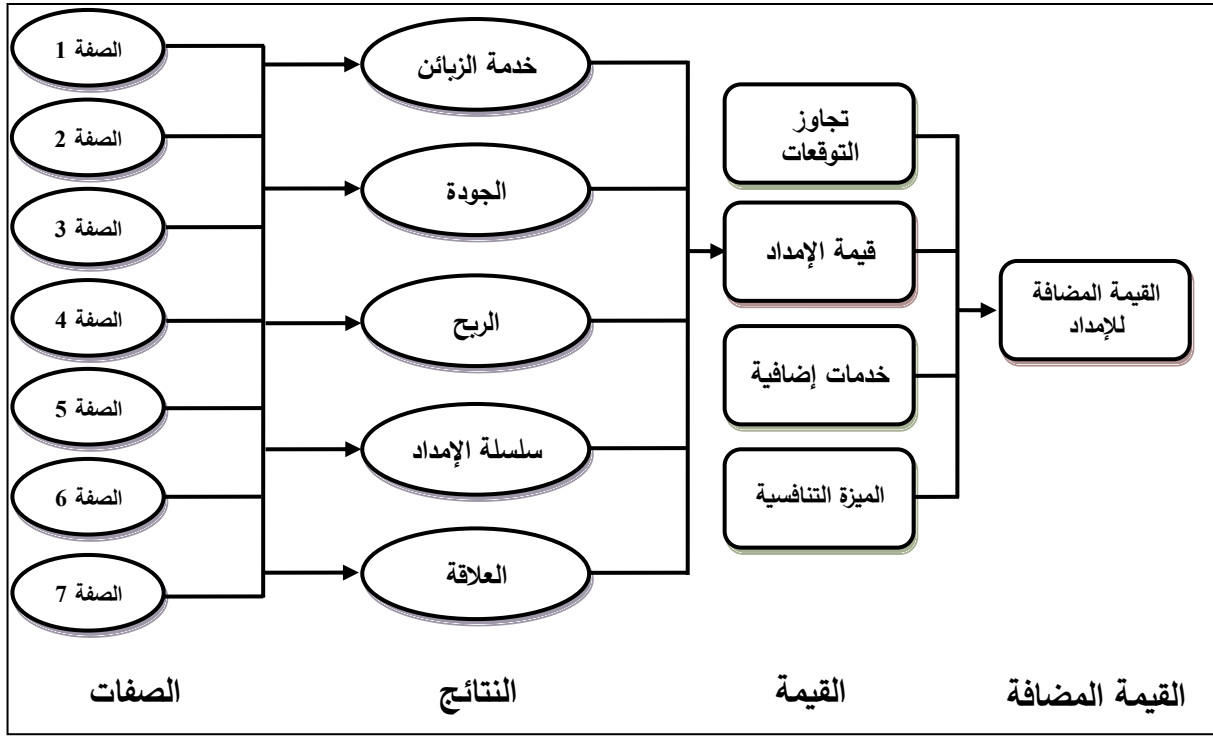 الصفة 1
الصفة 2
الصفة 3
الصفة 4
الصفة 5
الصفة 6
الصفة 7
خدمة الزبائن
الجودة
الربح
سلسلة الإمداد
العلاقة
تجاوز
التوقعات
قيمة الإمداد
خدمات إضافية
الميزة التنافسية
القيمة المضافة
للإمداد
الصفات
النتائج
القيمة
القيمة المضافة